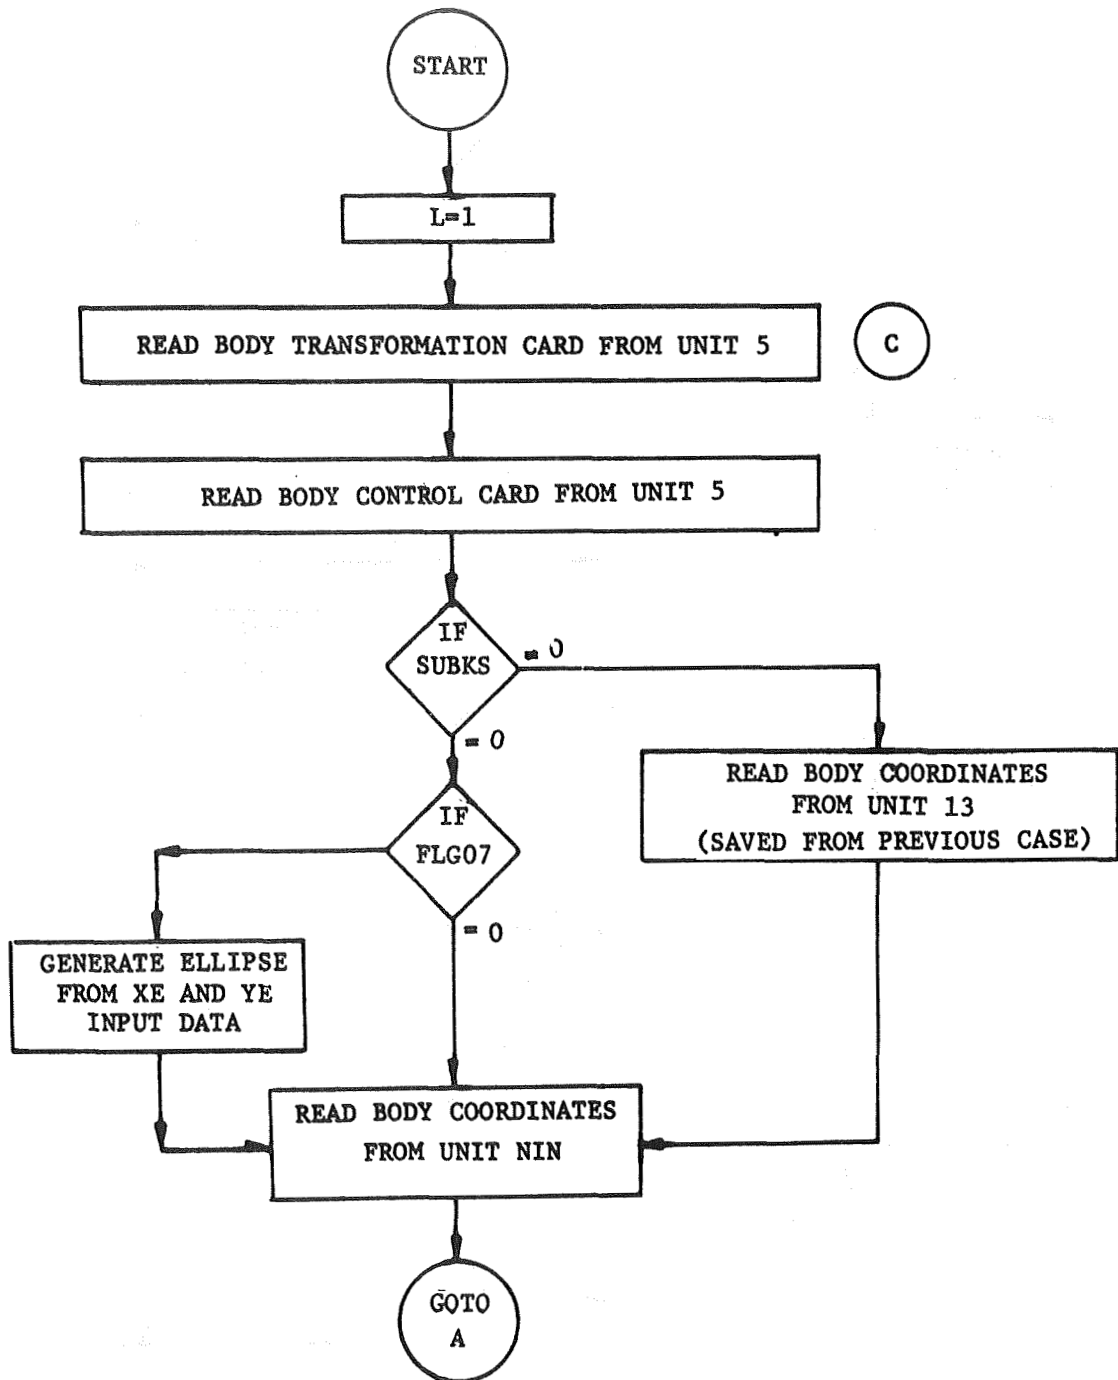 START
L=1
READ BODY TRANSFORMATION CARD FROM UNIT 5
C
READ BODY CONTROL CARD FROM UNIT 5
IF
SUBKS
= 0
= 0
READ BODY COORDINATES
FROM UNIT 13
(SAVED FROM PREVIOUS CASE)
IF
FLG07
= 0
GENERATE ELLIPSE
FROM XE AND YE
INPUT DATA
READ BODY COORDINATES
FROM UNIT NIN
GOTO
A